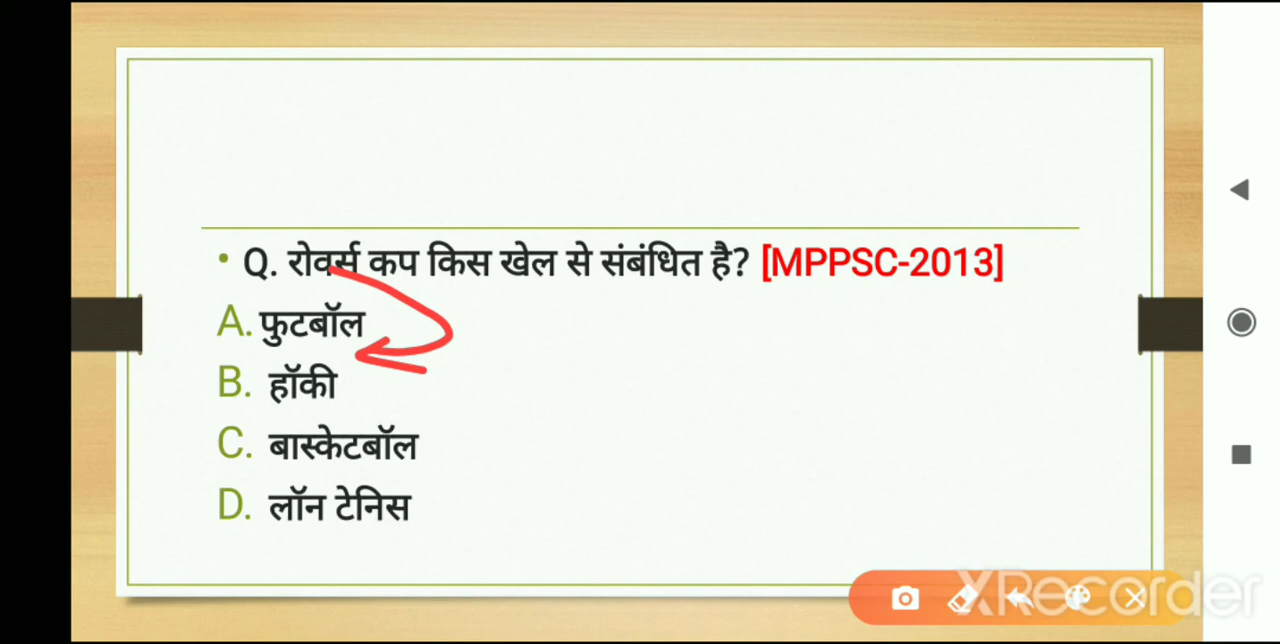 • Q. रोवर्स कप किस खेल से संबंधित है? [MPPSC-2013]
A. फुटबॉल
B. हॉकी
C. बास्केटबॉल
D. लॉन टेनिस
XRecorder